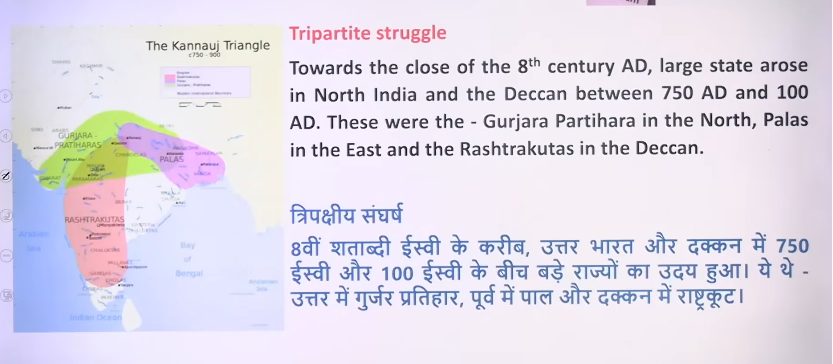 The Kannauj Triangle
c750 - 900
GURJARA -
PRATIHARAS
PALAS
RASHTRAKUTAS
Arabian
Sea
Bay
of
Bengal
Andaman
Sea
Indian Ocean
Tripartite struggle
Towards the close of the 8th century AD, large state arose
in North India and the Deccan between 750 AD and 100
AD. These were the - Gurjara Partihara in the North, Palas
in the East and the Rashtrakutas in the Deccan.
त्रिपक्षीय संघर्ष
8वीं शताब्दी ईस्वी के करीब, उत्तर भारत और दक्कन में 750
ईस्वी और 100 ईस्वी के बीच बड़े राज्यों का उदय हुआ। ये थे -
उत्तर में गुर्जर प्रतिहार, पूर्व में पाल और दक्कन में राष्ट्रकूट।